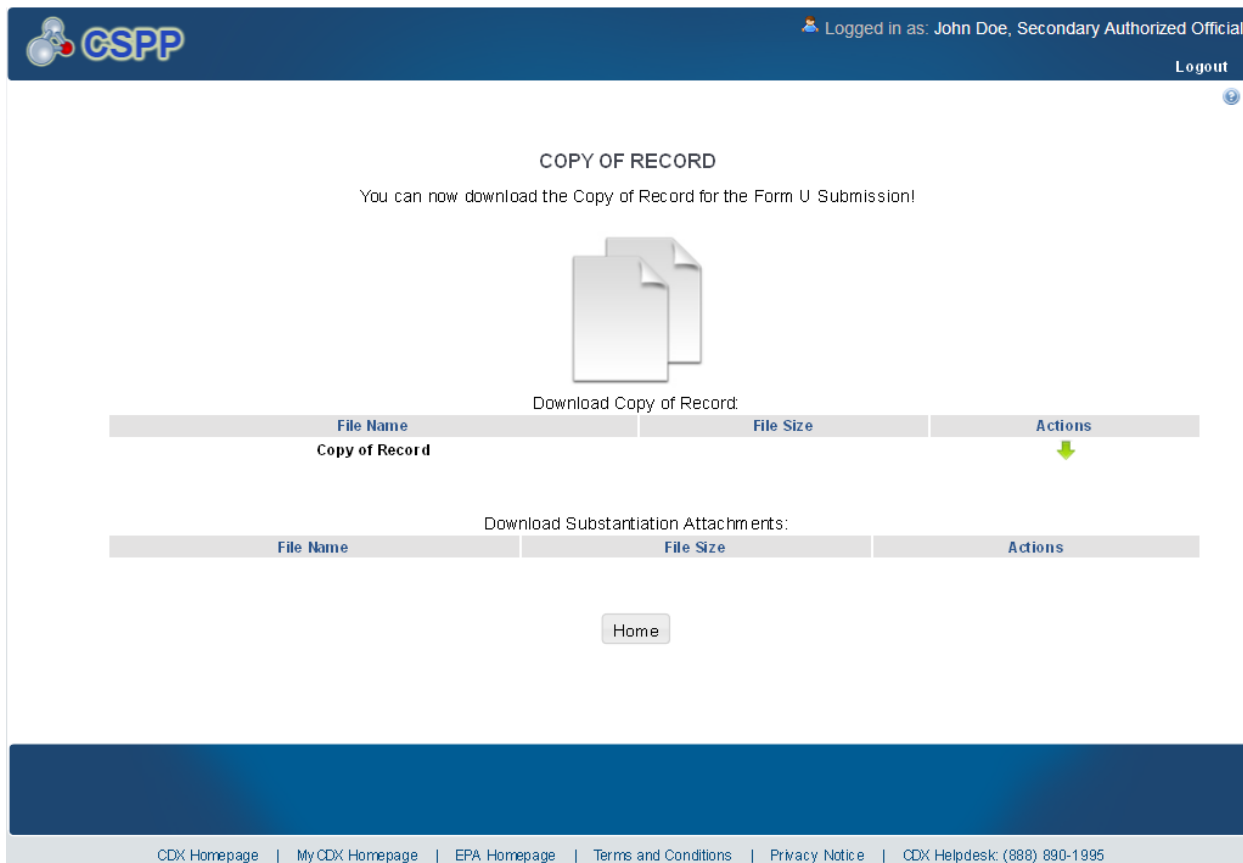 CSPP
Logged in as: John Doe, Secondary Authorized Official
Logout
COPY OF RECORD
You can now download the Copy of Record for the Form U Submission!
Download Copy of Record:
File Name File Size Actions
Copy of Record
Download Substantiation Attachments:
File Name File Size Actions
Home
CDX Homepage | MyCDX Homepage | EPA Homepage | Terms and Conditions | Privacy Notice | CDX Helpdesk: (888) 890-1995